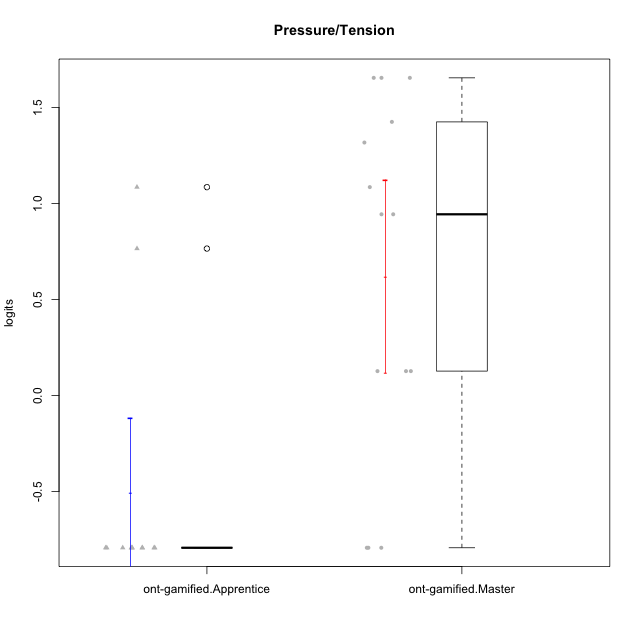 Pressure/Tension
logits
1.5
1.0
0.5
0.0
-0.5
ont-gamified.Apprentice
ont-gamified.Master